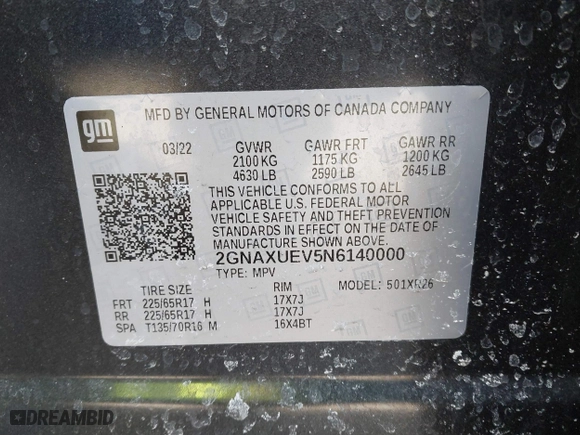 gm
MFD BY GENERAL MOTORS OF CANADA COMPANY
03/22 GVWR GAWR FRT GAWR RR
2100 KG 1175 KG 1200 KG
4630 LB 2590 LB 2645 LB
THIS VEHICLE CONFORMS TO ALL
APPLICABLE U.S. FEDERAL MOTOR
VEHICLE SAFETY AND THEFT PREVENTION
STANDARDS IN EFFECT ON THE DATE OF
MANUFACTURE SHOWN ABOVE.
2GNAXUEV5N6140000
TYPE: MPV
TIRE SIZE RIM MODEL: 501XR26
FRT 225/65R17 H 17X7J
RR 225/65R17 H 17X7J
SPA T135/70R16 M 16X4BT
DREAMBID